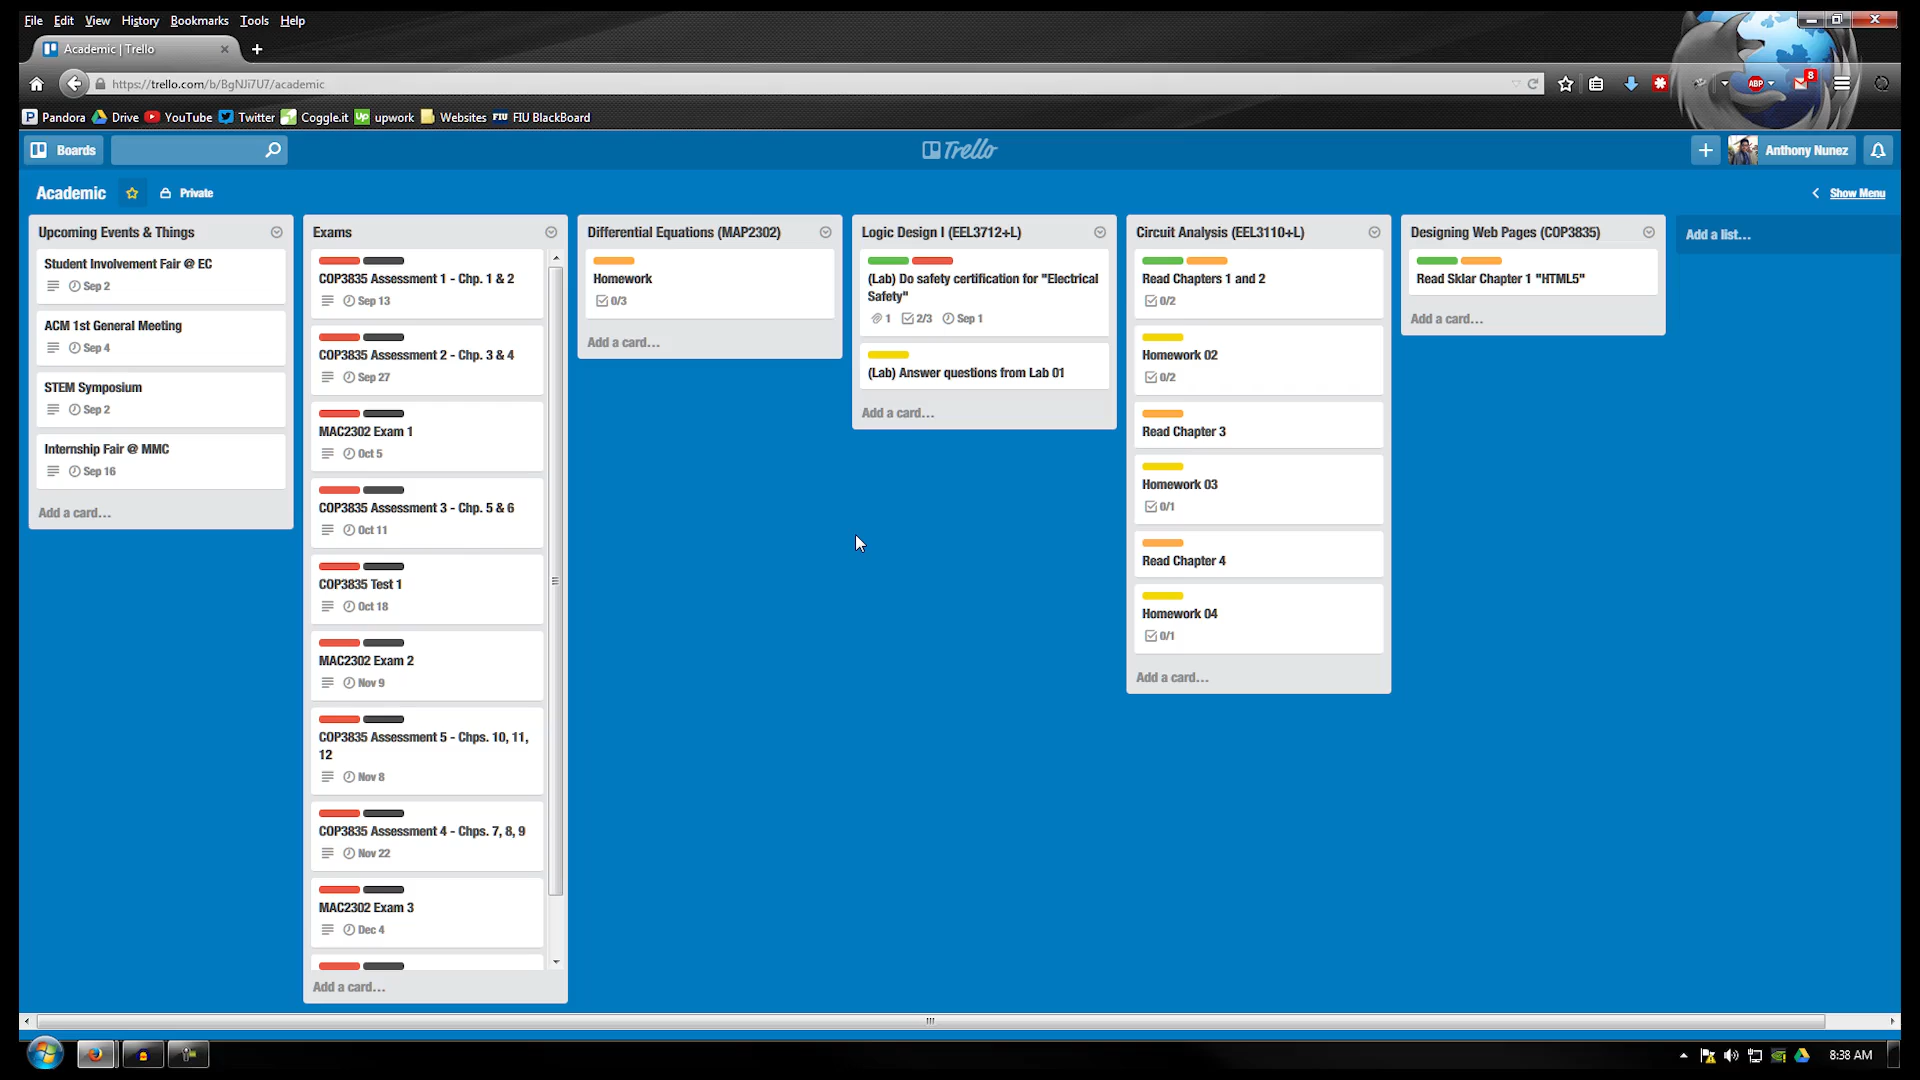 File Edit View History Bookmarks Tools Help
Academic | Trello
https://trello.com/b/BgNJi7U7/academic
ABP
8
Pandora Drive YouTube Twitter Coggle.it Up upwork Websites FIU FIU BlackBoard
Boards
Trello
Anthony Nunez
Academic Private
Show Menu
Upcoming Events & Things
Student Involvement Fair @ EC
Sep 2
ACM 1st General Meeting
Sep 4
STEM Symposium
Sep 2
Internship Fair @ MMC
Sep 16
Add a card...
Exams
COP3835 Assessment 1 - Chp. 1 & 2
Sep 13
COP3835 Assessment 2 - Chp. 3 & 4
Sep 27
MAC2302 Exam 1
Oct 5
COP3835 Assessment 3 - Chp. 5 & 6
Oct 11
COP3835 Test 1
Oct 18
MAC2302 Exam 2
Nov 9
COP3835 Assessment 5 - Chps. 10, 11,
12
Nov 8
COP3835 Assessment 4 - Chps. 7, 8, 9
Nov 22
MAC2302 Exam 3
Dec 4
Add a card...
Differential Equations (MAP2302)
Homework
0/3
Add a card...
Logic Design I (EEL3712+L)
(Lab) Do safety certification for "Electrical
Safety"
1 2/3 Sep 1
(Lab) Answer questions from Lab 01
Add a card...
Circuit Analysis (EEL3110+L)
Read Chapters 1 and 2
0/2
Homework 02
0/2
Read Chapter 3
Homework 03
0/1
Read Chapter 4
Homework 04
0/1
Add a card...
Designing Web Pages (COP3835)
Read Sklar Chapter 1 "HTML5"
Add a card...
Add a list...
8:38 AM